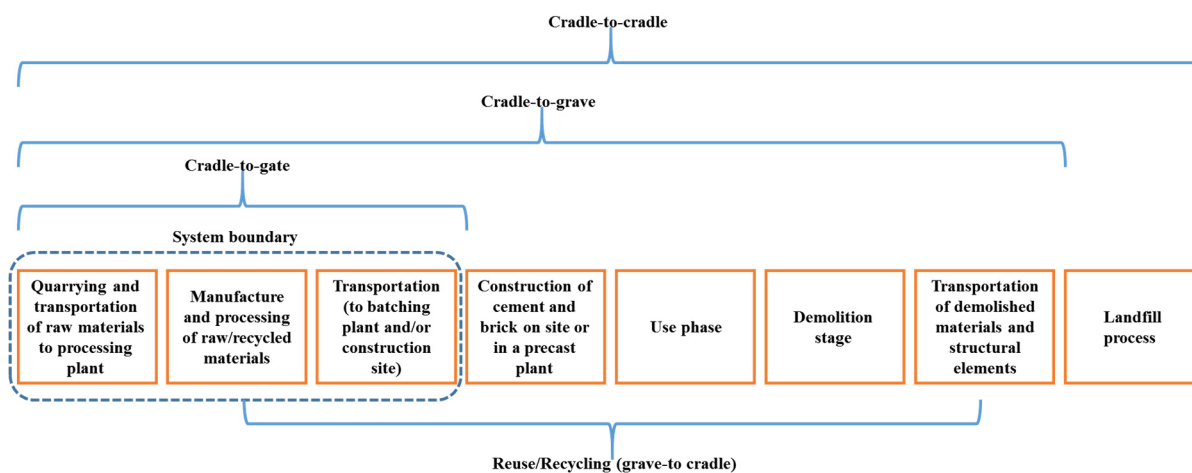 Cradle-to-cradle
Cradle-to-grave
Cradle-to-gate
System boundary
Quarrying and
transportation
of raw materials
to processing
plant
Manufacture
and processing
of raw/recycled
materials
Transportation
(to batching
plant and/or
construction
site)
Construction of
cement and
brick on site or
in a precast
plant
Use phase
Demolition
stage
Transportation
of demolished
materials and
structural
elements
Landfill
process
Reuse/Recycling (grave-to cradle)